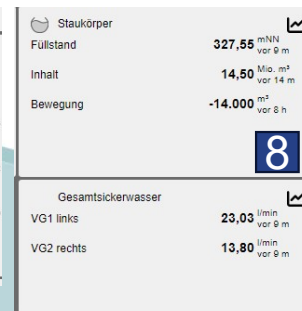 Staukörper
Füllstand 327,55 mNN vor 9 m
Inhalt 14,50 Mio. m³ vor 14 m
Bewegung -14.000 m³ vor 8 h
8
Gesamtsickerwasser
VG1 links 23,03 l/min vor 9 m
VG2 rechts 13,80 l/min vor 9 m